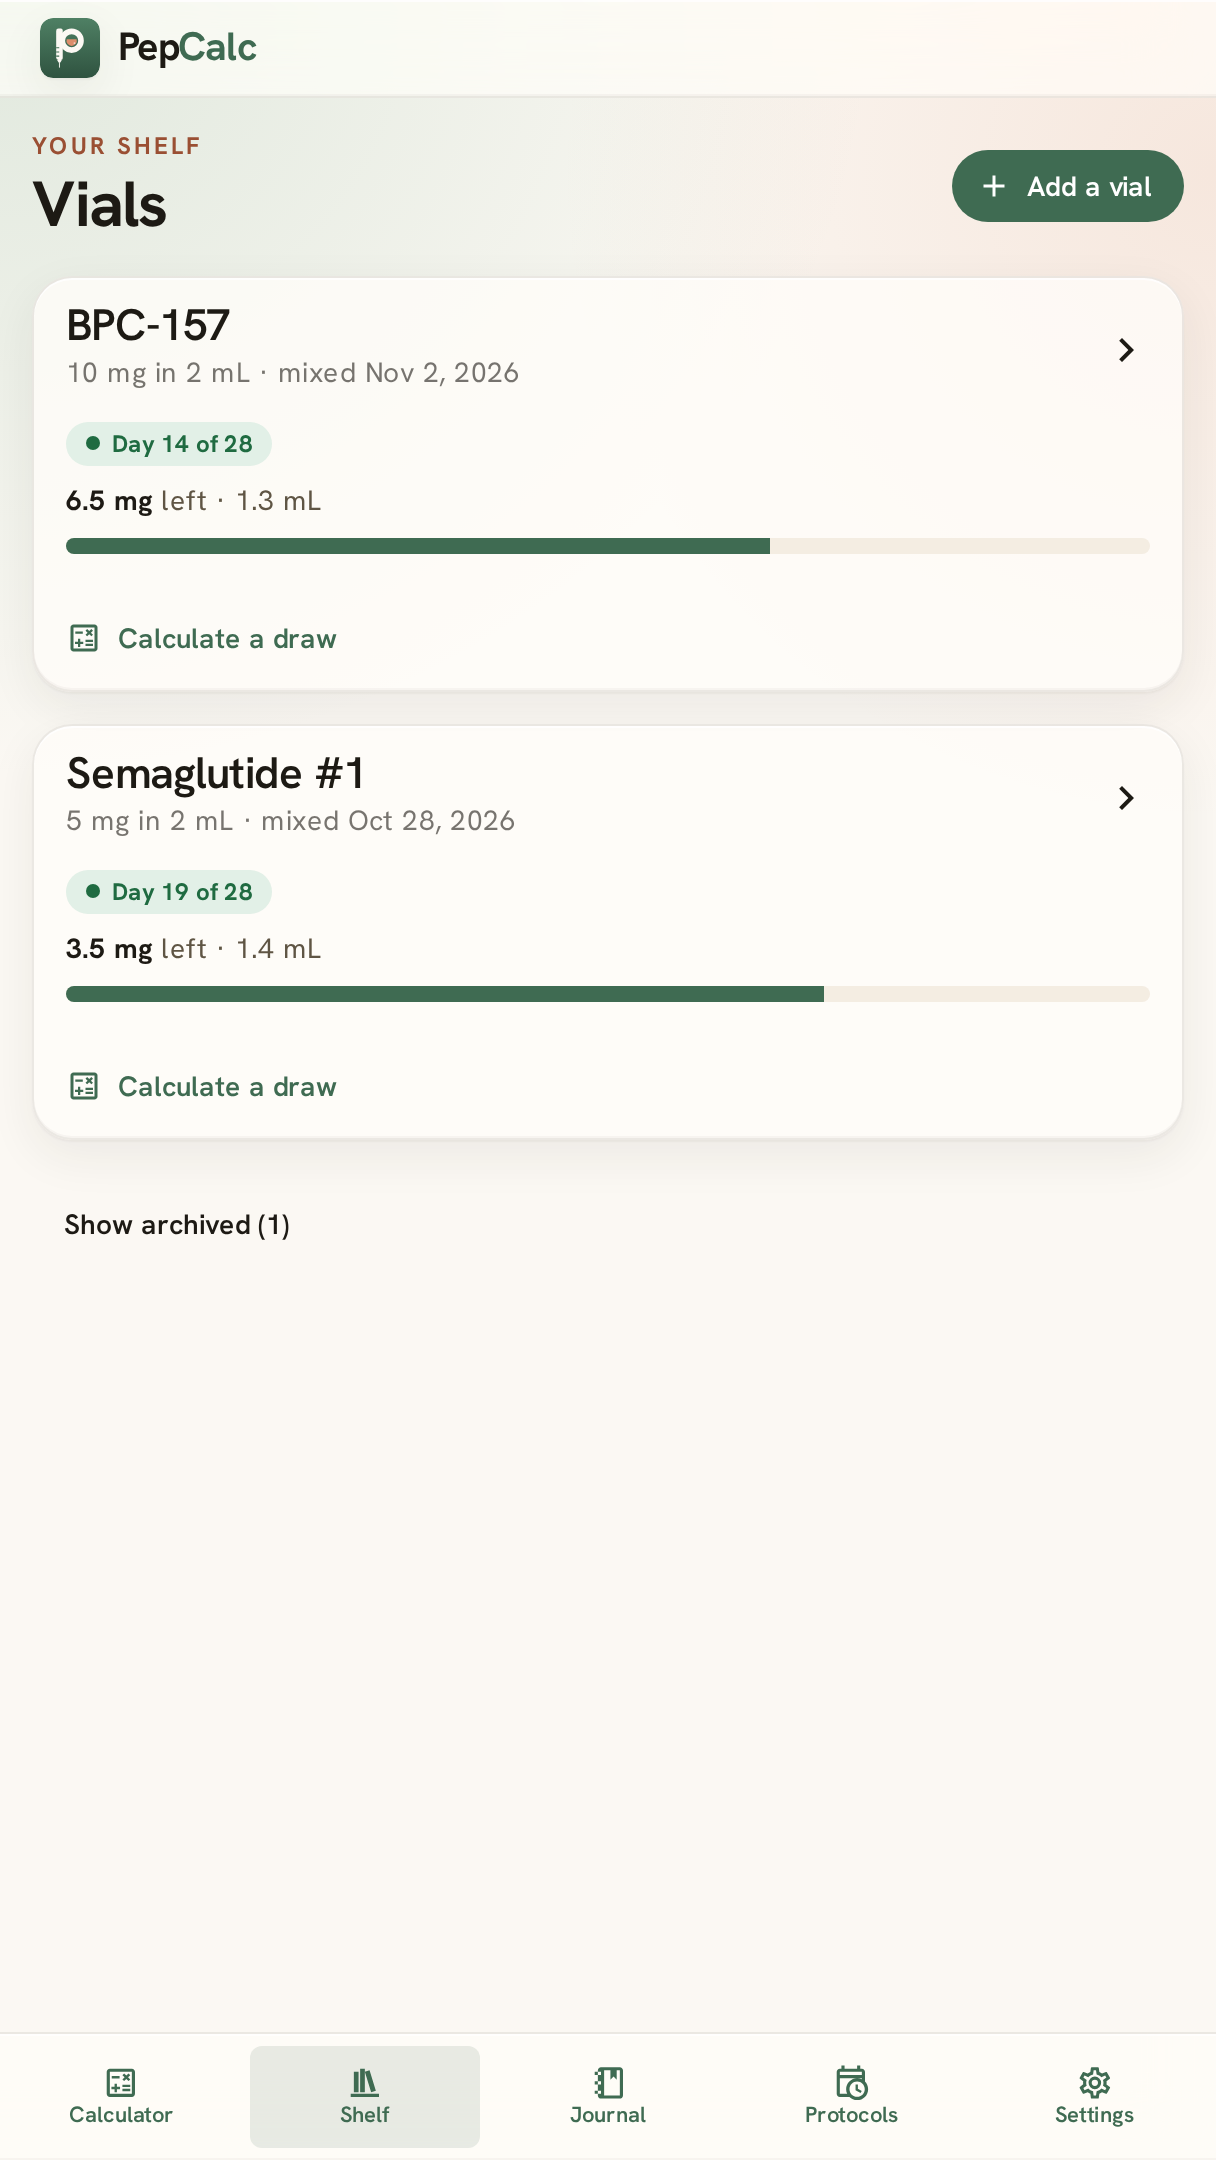 PepCalc
YOUR SHELF
Vials
Add a vial
BPC-157
10 mg in 2 mL · mixed Nov 2, 2026
Day 14 of 28
6.5 mg left · 1.3 mL
Calculate a draw
Semaglutide #1
5 mg in 2 mL · mixed Oct 28, 2026
Day 19 of 28
3.5 mg left · 1.4 mL
Calculate a draw
Show archived (1)
Calculator
Shelf
Journal
Protocols
Settings